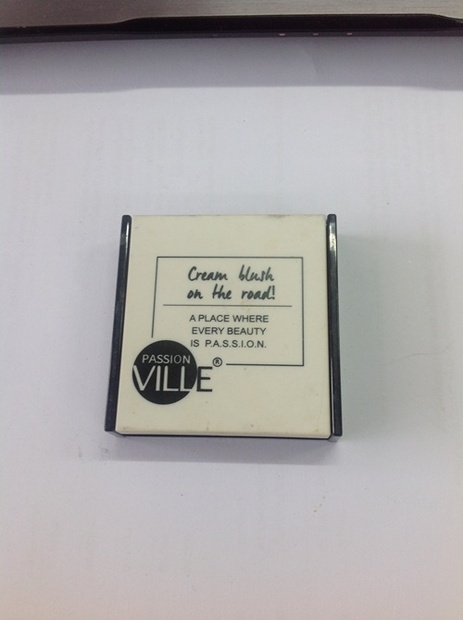 Cream blush
on the road!
A PLACE WHERE
EVERY BEAUTY
IS P.A.S.S.I.O.N.
PASSION
VILLE®